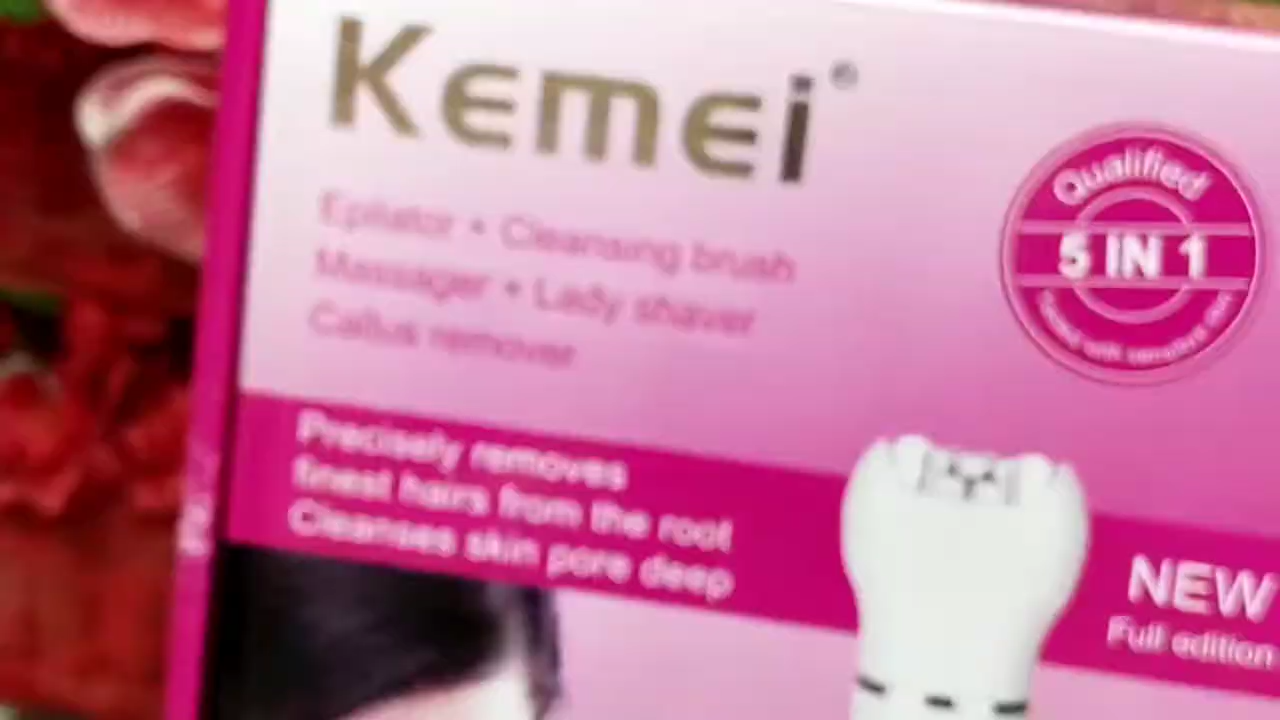 Kemei
Epilator • Cleansing brush
Massager • Lady shaver
Callus remover
Qualified
5 IN 1
Precisely removes
finest hairs from the root
Cleanses skin pore deep
NEW
Full edition